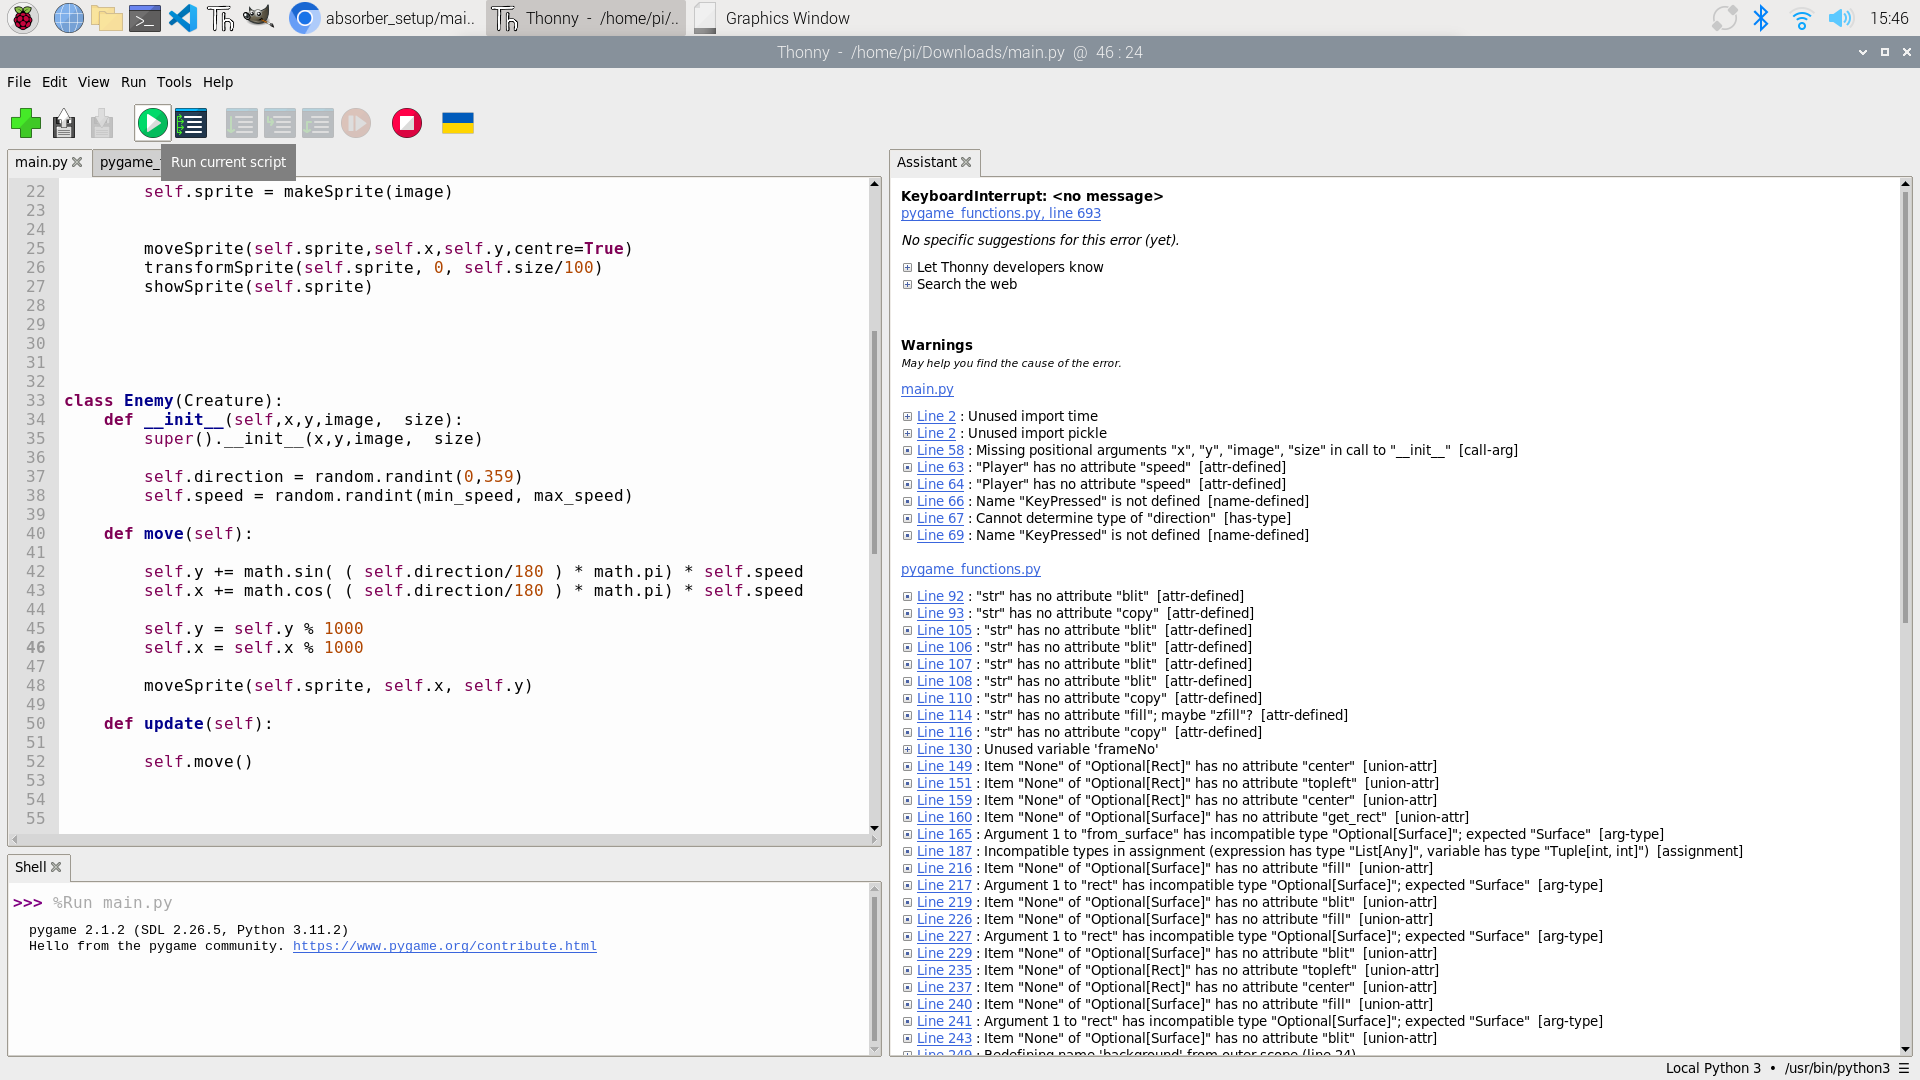 absorber_setup/mai..
Thonny - /home/pi/..
Graphics Window
15:46
Thonny - /home/pi/Downloads/main.py @ 46 : 24
File Edit View Run Tools Help
main.py
pygame_
Run current script
22 self.sprite = makeSprite(image)
23
24
25 moveSprite(self.sprite,self.x,self.y,centre=True)
26 transformSprite(self.sprite, 0, self.size/100)
27 showSprite(self.sprite)
28
29
30
31
32
33 class Enemy(Creature):
34 def __init__(self,x,y,image,  size):
35 super().__init__(x,y,image,  size)
36
37 self.direction = random.randint(0,359)
38 self.speed = random.randint(min_speed, max_speed)
39
40 def move(self):
41
42 self.y += math.sin( ( self.direction/180 ) * math.pi) * self.speed
43 self.x += math.cos( ( self.direction/180 ) * math.pi) * self.speed
44
45 self.y = self.y % 1000
46 self.x = self.x % 1000
47
48 moveSprite(self.sprite, self.x, self.y)
49
50 def update(self):
51
52 self.move()
53
54
55
Shell
>>> %Run main.py
pygame 2.1.2 (SDL 2.26.5, Python 3.11.2)
Hello from the pygame community. https://www.pygame.org/contribute.html
Assistant
KeyboardInterrupt: <no message>
pygame_functions.py, line 693
No specific suggestions for this error (yet).
Let Thonny developers know
Search the web
Warnings
May help you find the cause of the error.
main.py
Line 2 : Unused import time
Line 2 : Unused import pickle
Line 58 : Missing positional arguments "x", "y", "image", "size" in call to "__init__" [call-arg]
Line 63 : "Player" has no attribute "speed" [attr-defined]
Line 64 : "Player" has no attribute "speed" [attr-defined]
Line 66 : Name "KeyPressed" is not defined [name-defined]
Line 67 : Cannot determine type of "direction" [has-type]
Line 69 : Name "KeyPressed" is not defined [name-defined]
pygame_functions.py
Line 92 : "str" has no attribute "blit" [attr-defined]
Line 93 : "str" has no attribute "copy" [attr-defined]
Line 105 : "str" has no attribute "blit" [attr-defined]
Line 106 : "str" has no attribute "blit" [attr-defined]
Line 107 : "str" has no attribute "blit" [attr-defined]
Line 108 : "str" has no attribute "blit" [attr-defined]
Line 110 : "str" has no attribute "copy" [attr-defined]
Line 114 : "str" has no attribute "fill"; maybe "zfill"? [attr-defined]
Line 116 : "str" has no attribute "copy" [attr-defined]
Line 130 : Unused variable 'frameNo'
Line 149 : Item "None" of "Optional[Rect]" has no attribute "center" [union-attr]
Line 151 : Item "None" of "Optional[Rect]" has no attribute "topleft" [union-attr]
Line 159 : Item "None" of "Optional[Rect]" has no attribute "center" [union-attr]
Line 160 : Item "None" of "Optional[Surface]" has no attribute "get_rect" [union-attr]
Line 165 : Argument 1 to "from_surface" has incompatible type "Optional[Surface]"; expected "Surface" [arg-type]
Line 187 : Incompatible types in assignment (expression has type "List[Any]", variable has type "Tuple[int, int]") [assignment]
Line 216 : Item "None" of "Optional[Surface]" has no attribute "fill" [union-attr]
Line 217 : Argument 1 to "rect" has incompatible type "Optional[Surface]"; expected "Surface" [arg-type]
Line 219 : Item "None" of "Optional[Surface]" has no attribute "blit" [union-attr]
Line 226 : Item "None" of "Optional[Surface]" has no attribute "fill" [union-attr]
Line 227 : Argument 1 to "rect" has incompatible type "Optional[Surface]"; expected "Surface" [arg-type]
Line 229 : Item "None" of "Optional[Surface]" has no attribute "blit" [union-attr]
Line 235 : Item "None" of "Optional[Rect]" has no attribute "topleft" [union-attr]
Line 237 : Item "None" of "Optional[Rect]" has no attribute "center" [union-attr]
Line 240 : Item "None" of "Optional[Surface]" has no attribute "fill" [union-attr]
Line 241 : Argument 1 to "rect" has incompatible type "Optional[Surface]"; expected "Surface" [arg-type]
Line 243 : Item "None" of "Optional[Surface]" has no attribute "blit" [union-attr]
Line 249 : Redefining name 'background' from outer scope (line 24)
Local Python 3 • /usr/bin/python3 ☰